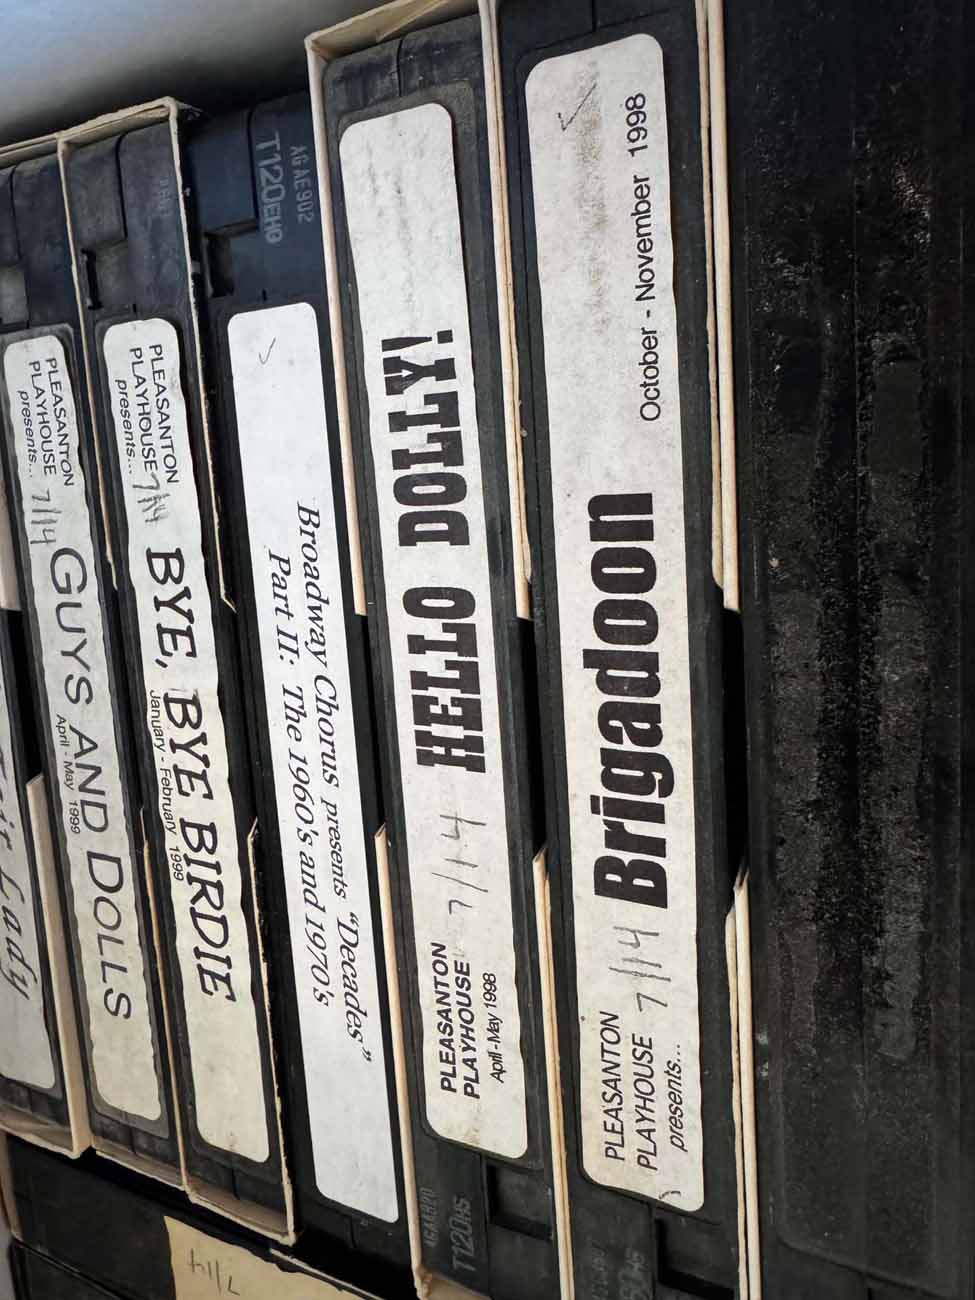 Fair Lady
PLEASANTON
PLAYHOUSE
presents...
7/14
GUYS AND DOLLS
April - May 1999
PLEASANTON
PLAYHOUSE
presents...
7/14
BYE, BYE BIRDIE
January - February 1999
T120EHG
Broadway Chorus presents "Decades"
Part II: The 1960's and 1970's
PLEASANTON
PLAYHOUSE
April - May 1998
7/14
HELLO DOLLY!
T120HS
PLEASANTON
PLAYHOUSE
presents...
7/14
Brigadoon
October - November 1998
7/14